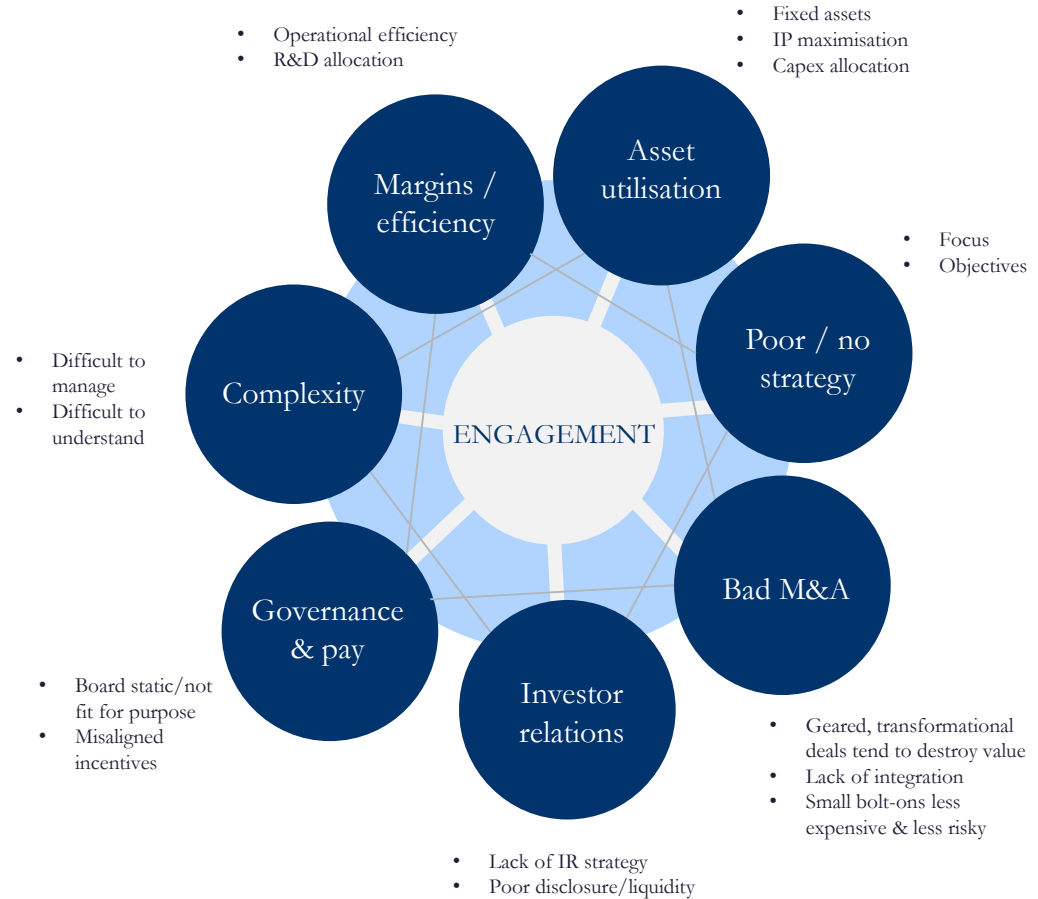 • Operational efficiency
• R&D allocation
• Fixed assets
• IP maximisation
• Capex allocation
Margins /
efficiency
Asset
utilisation
• Focus
• Objectives
Poor / no
strategy
• Difficult to
manage
• Difficult to
understand
Complexity
ENGAGEMENT
Bad M&A
Governance
& pay
Investor
relations
• Board static/not
fit for purpose
• Misaligned
incentives
• Geared, transformational
deals tend to destroy value
• Lack of integration
• Small bolt-ons less
expensive & less risky
• Lack of IR strategy
• Poor disclosure/liquidity